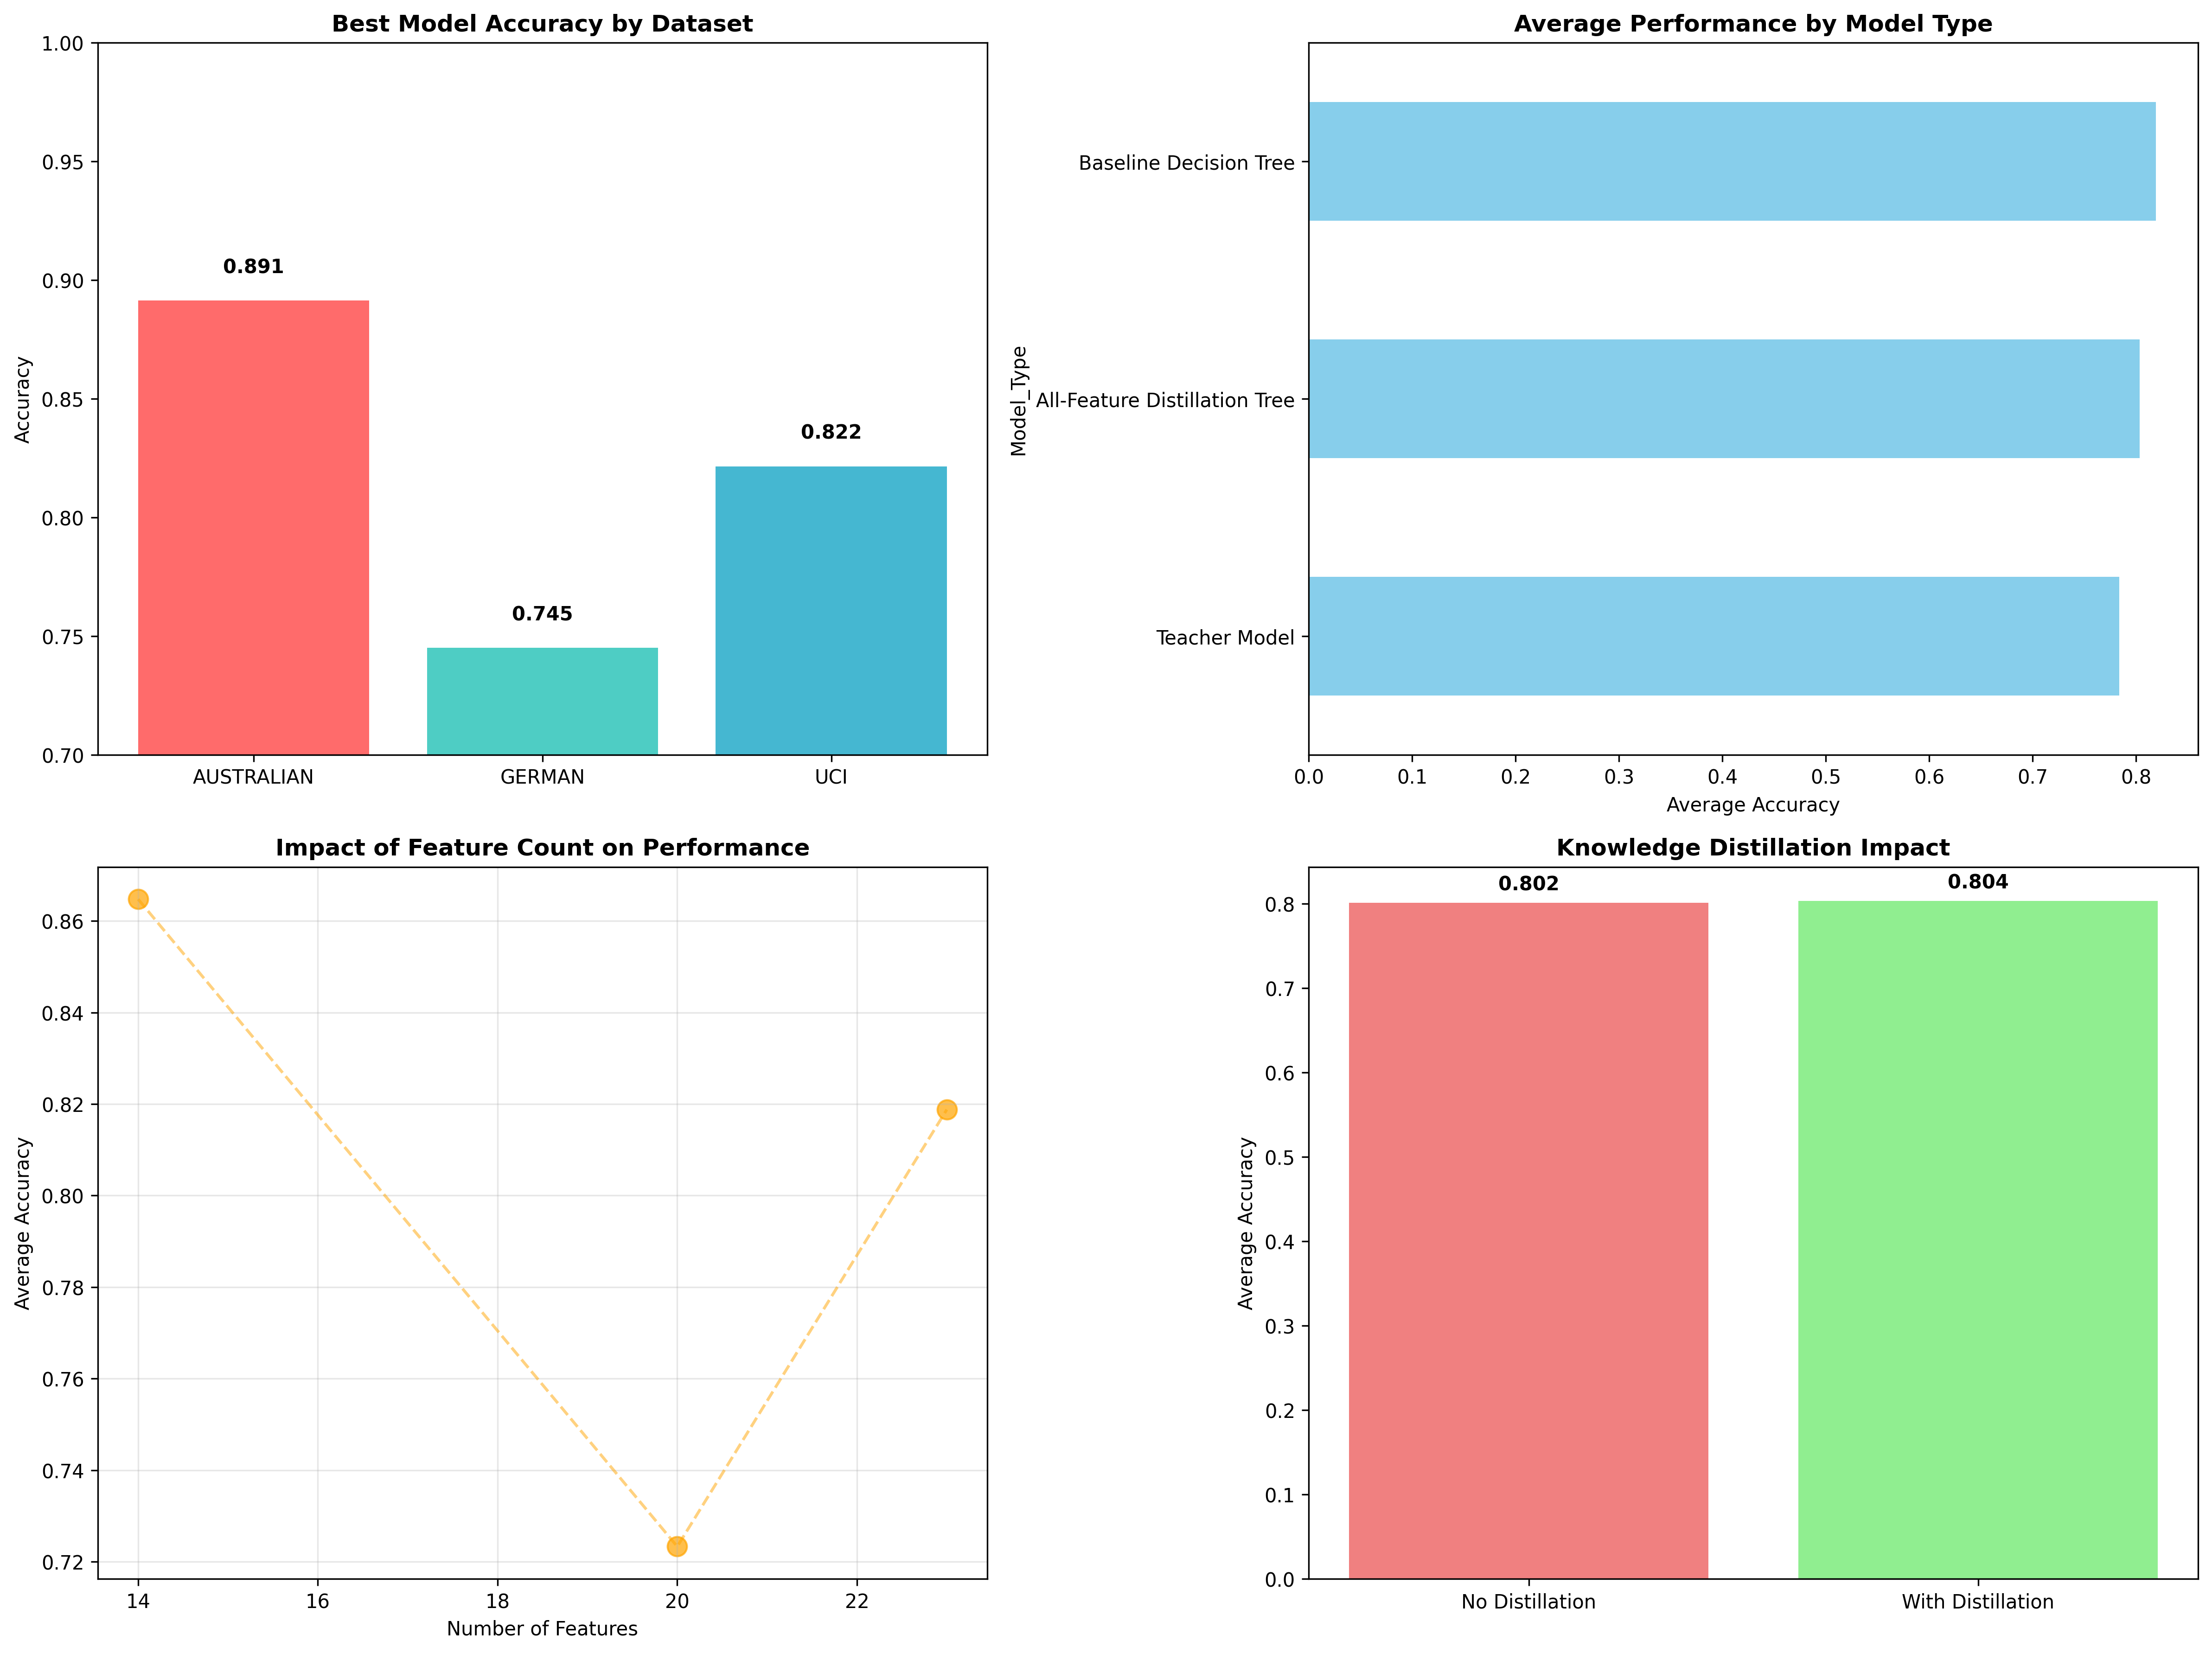 Best Model Accuracy by Dataset
Accuracy
1.00
0.95
0.90
0.85
0.80
0.75
0.70
0.891
0.745
0.822
AUSTRALIAN
GERMAN
UCI
Average Performance by Model Type
Model_Type
Baseline Decision Tree
All-Feature Distillation Tree
Teacher Model
0.0
0.1
0.2
0.3
0.4
0.5
0.6
0.7
0.8
Average Accuracy
Impact of Feature Count on Performance
Average Accuracy
0.86
0.84
0.82
0.80
0.78
0.76
0.74
0.72
14
16
18
20
22
Number of Features
Knowledge Distillation Impact
Average Accuracy
0.802
0.804
0.8
0.7
0.6
0.5
0.4
0.3
0.2
0.1
0.0
No Distillation
With Distillation